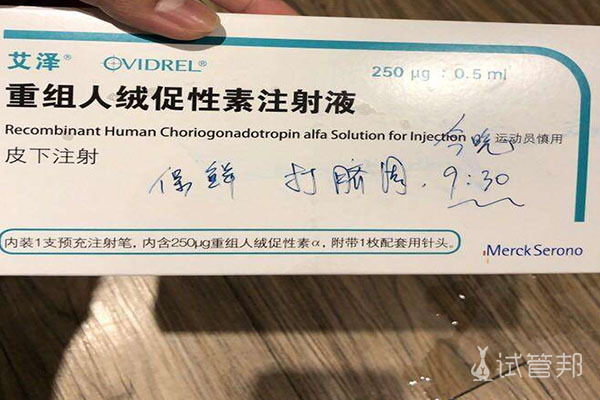 艾泽® OVIDREL®
250 μg : 0.5 ml
重组人绒促性素注射液
Recombinant Human Choriogonadotropin alfa Solution for Injection
运动员慎用
皮下注射
今晚
保鲜 打脐周. 9:30
内装1支预充注射笔，内含250μg重组人绒促性素α，附带1枚配套用针头。
Merck Serono
试管邦